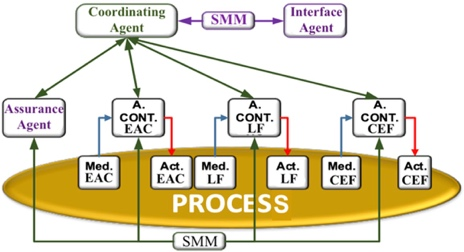 Coordinating
Agent
SMM
Interface
Agent
Assurance
Agent
A.
CONT.
EAC
A.
CONT.
LF
A.
CONT.
CEF
Med.
EAC
Act.
EAC
Med.
LF
Act.
LF
Med.
CEF
Act.
CEF
PROCESS
SMM